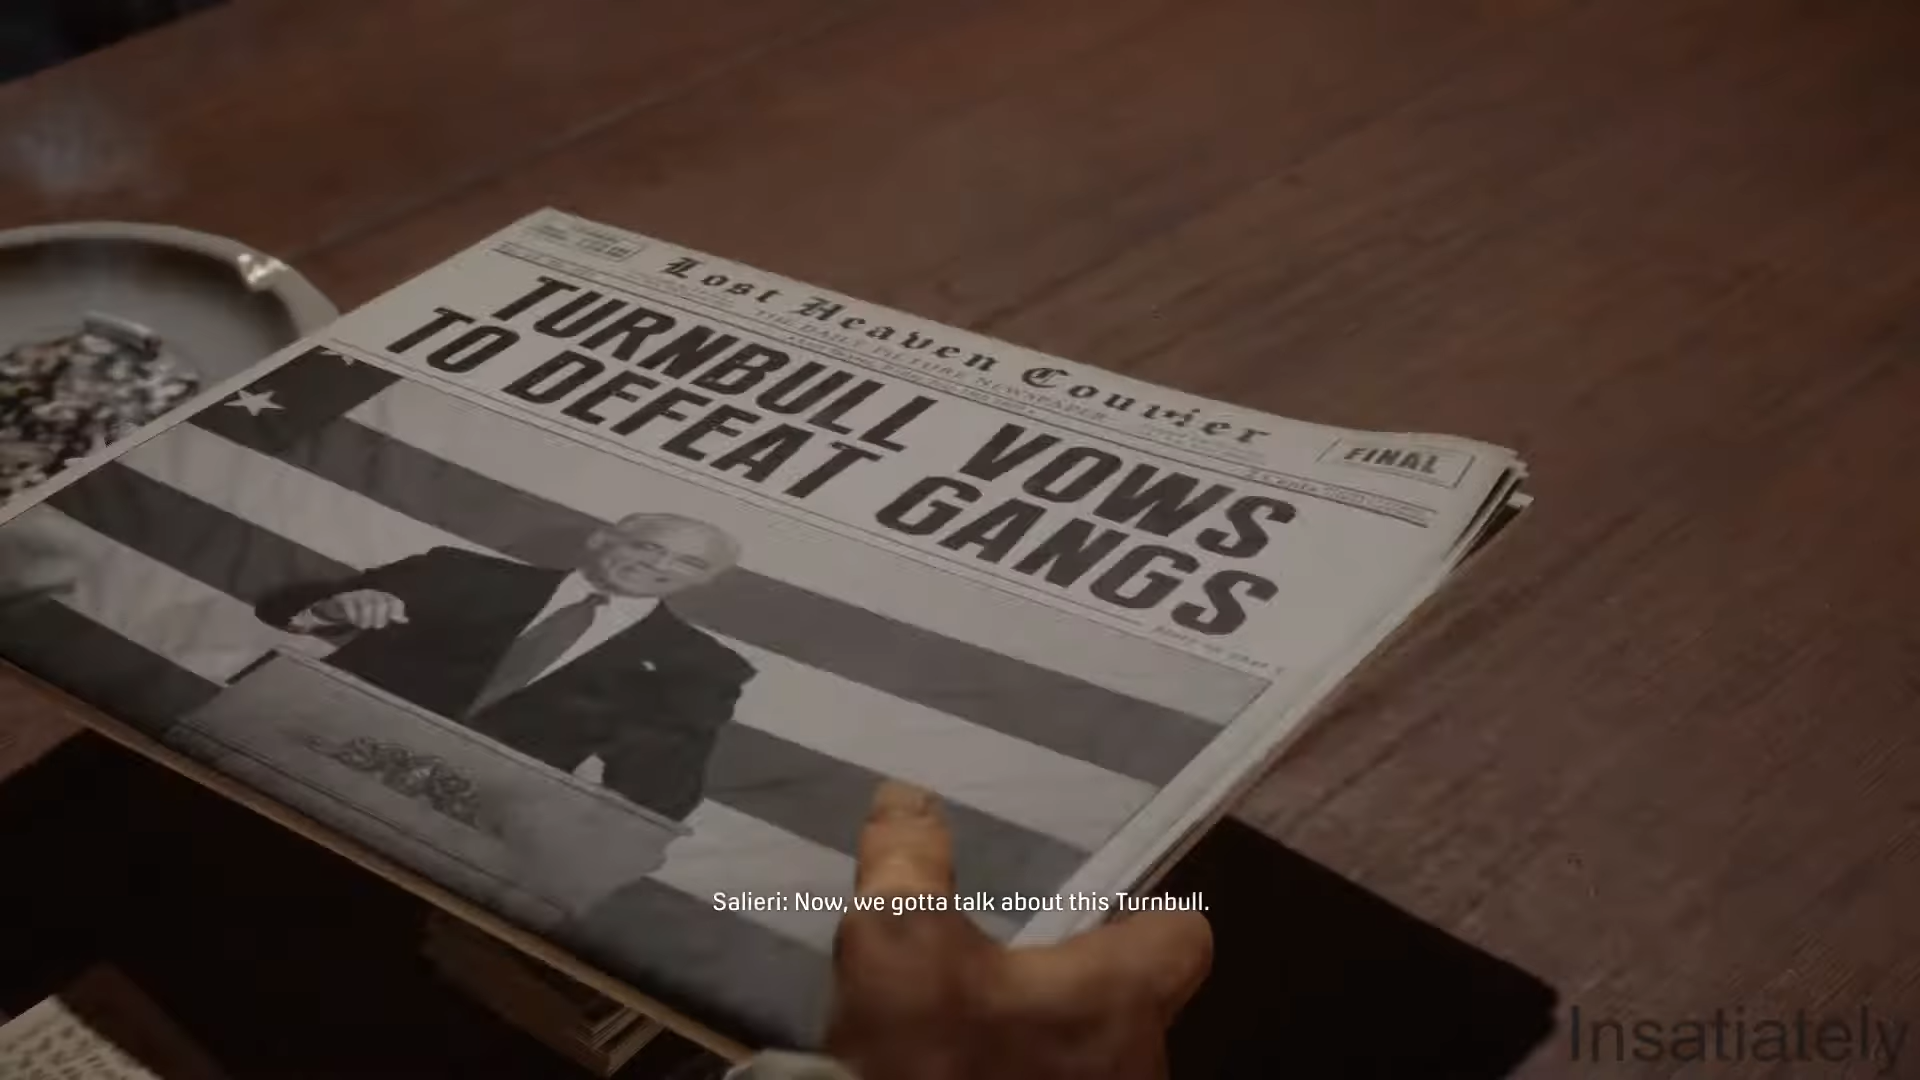 Lost Heaven Courier
THE DAILY PICTURE NEWSPAPER
FINAL
TURNBULL VOWS
TO DEFEAT GANGS
Salieri: Now, we gotta talk about this Turnbull.
Insatiately